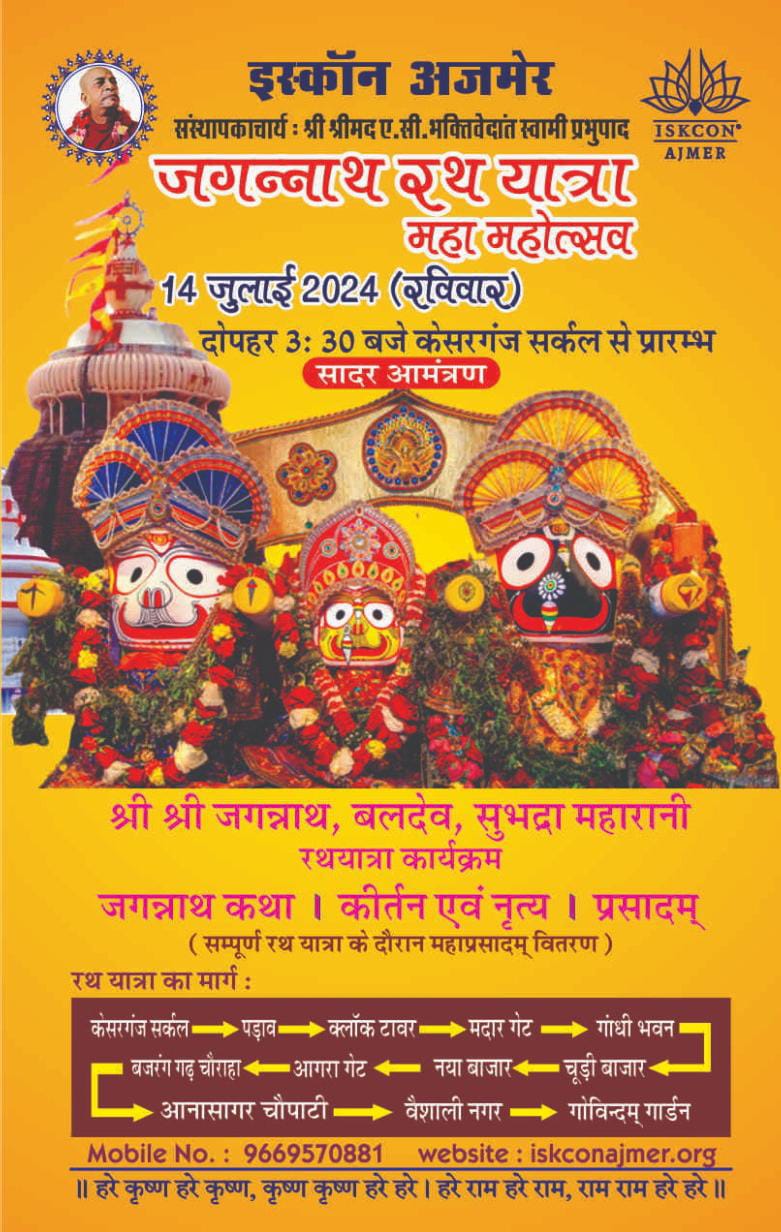 इस्कॉन अजमेर
संस्थापकाचार्य : श्री श्रीमद ए.सी.भक्तिवेदांत स्वामी प्रभुपाद
ISKCON®
AJMER
जगन्नाथ रथ यात्रा
महा महोत्सव
14 जुलाई 2024 (रविवार)
दोपहर 3: 30 बजे केसरगंज सर्कल से प्रारम्भ
सादर आमंत्रण
श्री श्री जगन्नाथ, बलदेव, सुभद्रा महारानी
रथयात्रा कार्यक्रम
जगन्नाथ कथा । कीर्तन एवं नृत्य । प्रसादम्
( सम्पूर्ण रथ यात्रा के दौरान महाप्रसादम् वितरण )
रथ यात्रा का मार्ग :
केसरगंज सर्कल → पड़ाव → क्लॉक टावर → मदार गेट → गांधी भवन
बजरंग गढ़ चौराहा ← आगरा गेट ← नया बाजार ← चूड़ी बाजार
आनासागर चौपाटी → वैशाली नगर → गोविन्दम् गार्डन
Mobile No. : 9669570881 website : iskconajmer.org
॥ हरे कृष्ण हरे कृष्ण, कृष्ण कृष्ण हरे हरे । हरे राम हरे राम, राम राम हरे हरे ॥